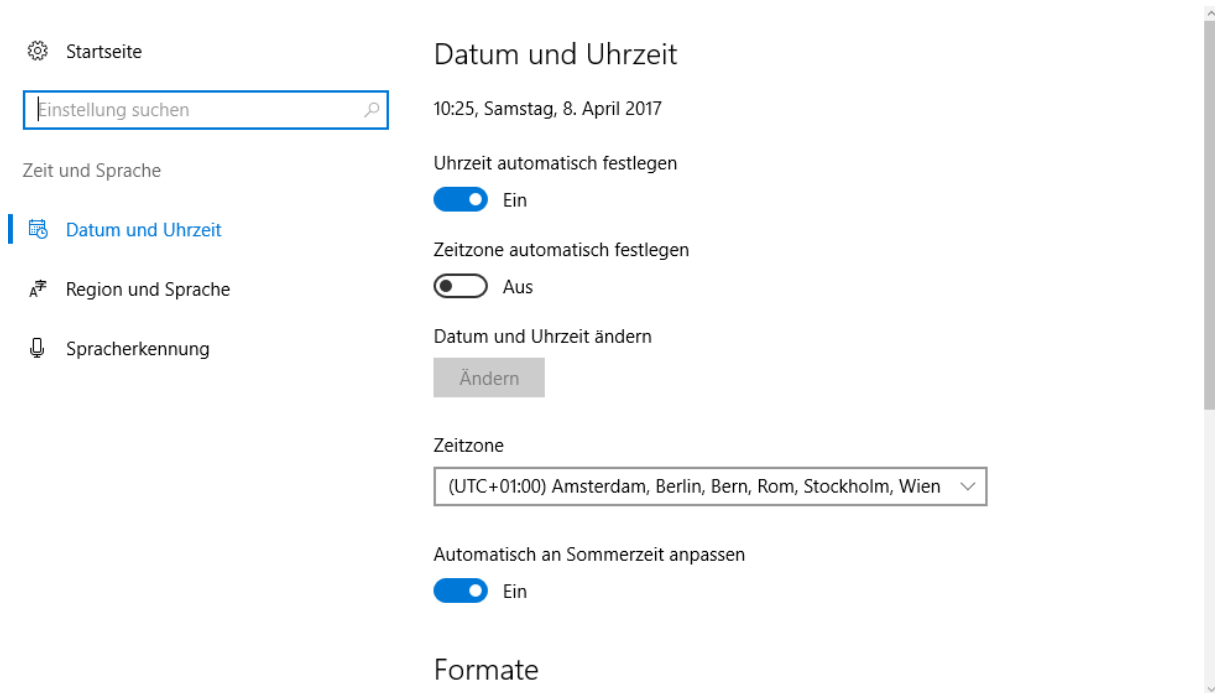 Startseite
Einstellung suchen
Zeit und Sprache
Datum und Uhrzeit
Region und Sprache
Spracherkennung
Datum und Uhrzeit
10:25, Samstag, 8. April 2017
Uhrzeit automatisch festlegen
Ein
Zeitzone automatisch festlegen
Aus
Datum und Uhrzeit ändern
Ändern
Zeitzone
(UTC+01:00) Amsterdam, Berlin, Bern, Rom, Stockholm, Wien
Automatisch an Sommerzeit anpassen
Ein
Formate